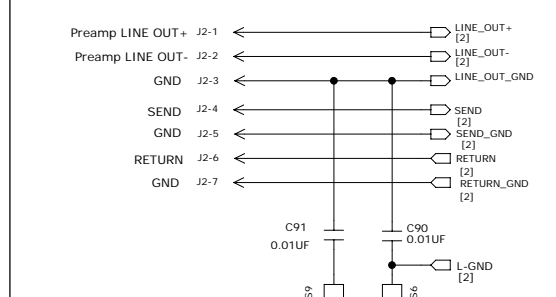 Preamp LINE OUT+ J2-1 LINE_OUT+
[2]
Preamp LINE OUT- J2-2 LINE_OUT-
[2]
GND J2-3 LINE_OUT_GND
SEND J2-4 SEND
[2]
GND J2-5 SEND_GND
[2]
RETURN J2-6 RETURN
[2]
GND J2-7 RETURN_GND
[2]
C91
0.01UF
C90
0.01UF
L-GND
[2]
S9
S6